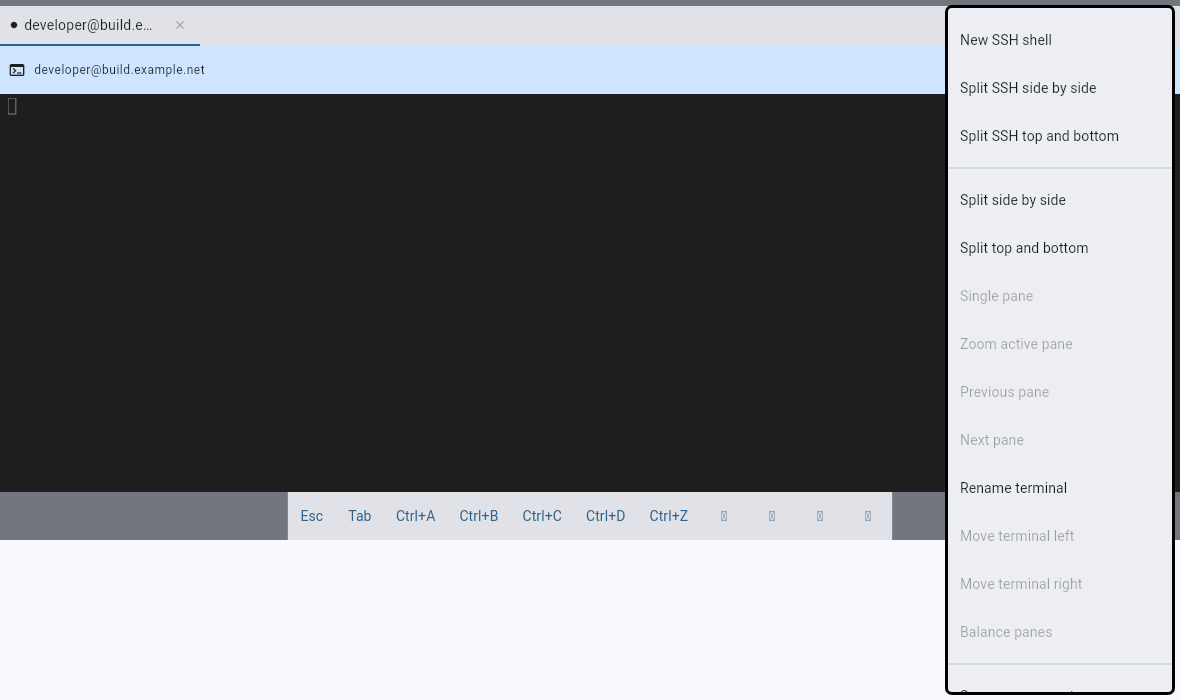 developer@build.e...
developer@build.example.net
New SSH shell
Split SSH side by side
Split SSH top and bottom
Split side by side
Split top and bottom
Single pane
Zoom active pane
Previous pane
Next pane
Rename terminal
Move terminal left
Move terminal right
Balance panes
Esc Tab Ctrl+A Ctrl+B Ctrl+C Ctrl+D Ctrl+Z